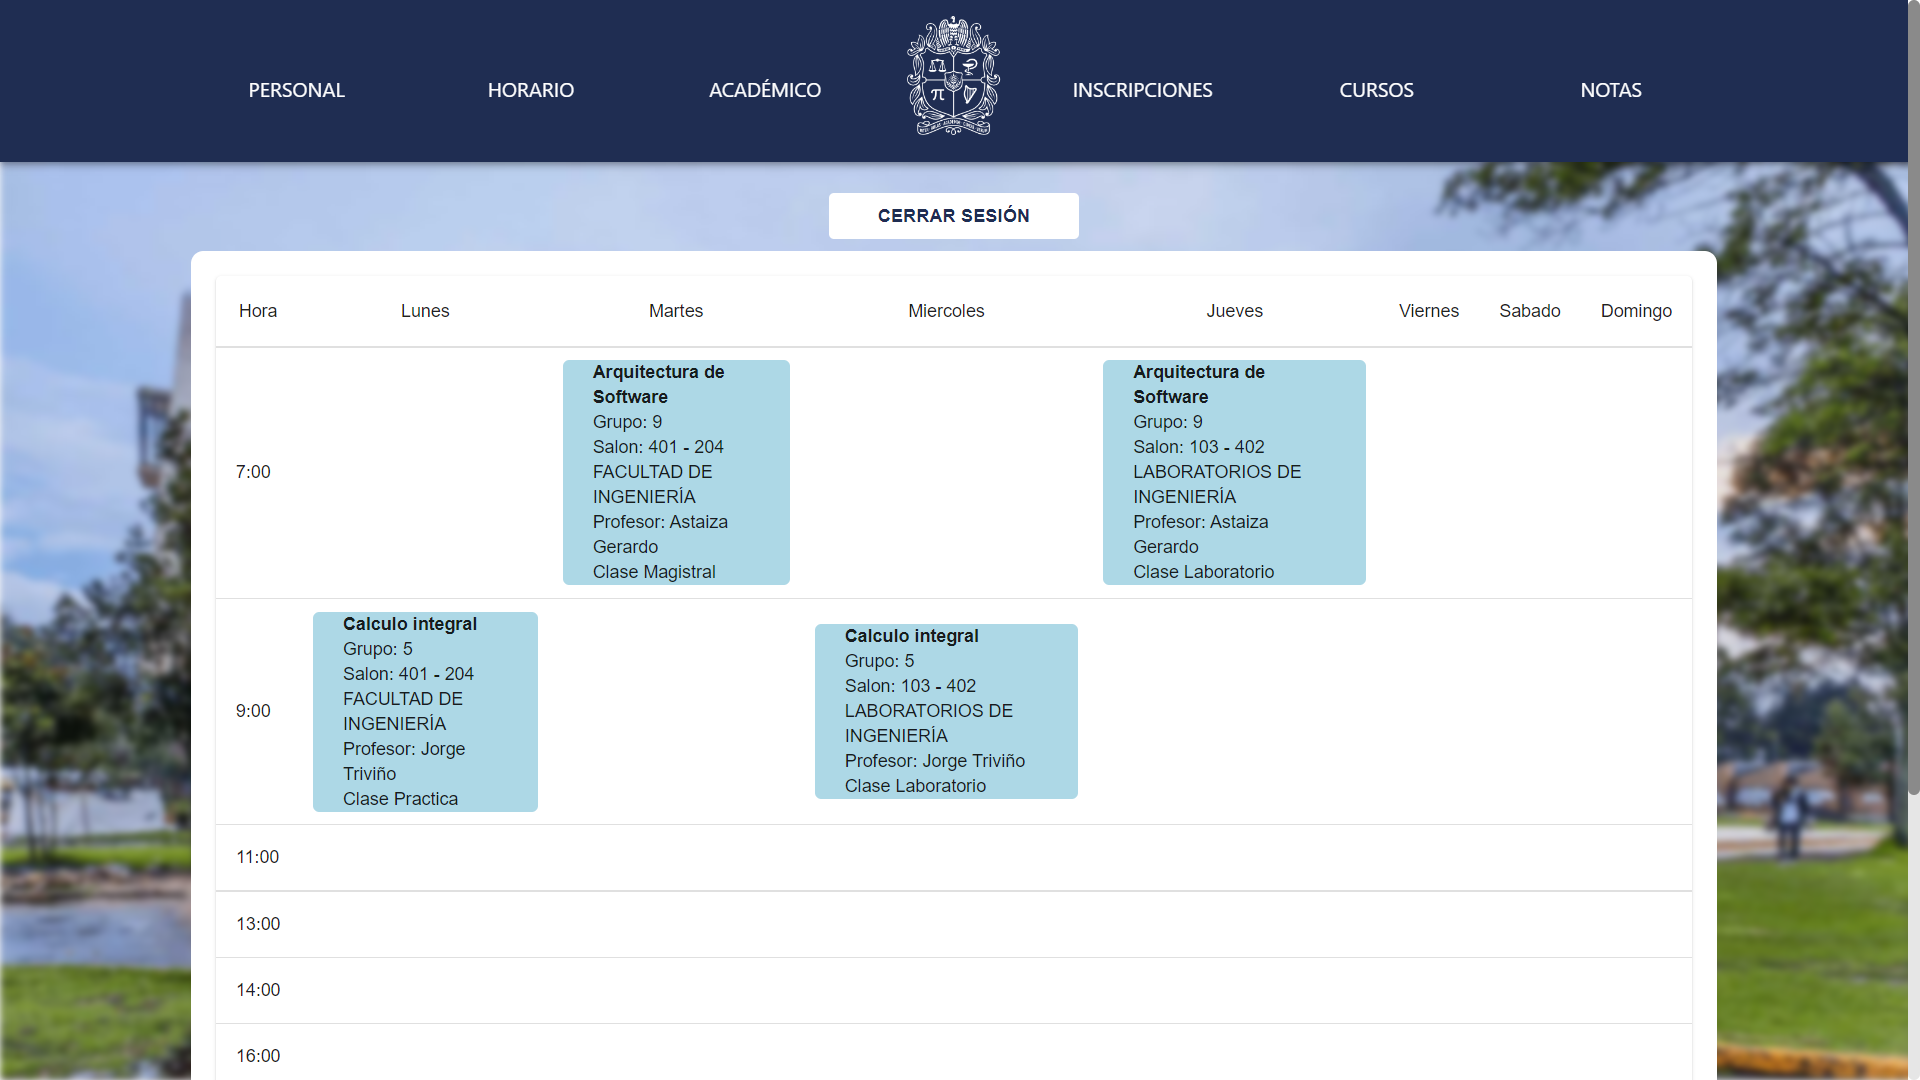 PERSONAL
HORARIO
ACADÉMICO
INSCRIPCIONES
CURSOS
NOTAS
CERRAR SESIÓN
Hora
Lunes
Martes
Miercoles
Jueves
Viernes
Sabado
Domingo
7:00
Arquitectura de
Software
Grupo: 9
Salon: 401 - 204
FACULTAD DE
INGENIERÍA
Profesor: Astaiza
Gerardo
Clase Magistral
Arquitectura de
Software
Grupo: 9
Salon: 103 - 402
LABORATORIOS DE
INGENIERÍA
Profesor: Astaiza
Gerardo
Clase Laboratorio
9:00
Calculo integral
Grupo: 5
Salon: 401 - 204
FACULTAD DE
INGENIERÍA
Profesor: Jorge
Triviño
Clase Practica
Calculo integral
Grupo: 5
Salon: 103 - 402
LABORATORIOS DE
INGENIERÍA
Profesor: Jorge Triviño
Clase Laboratorio
11:00
13:00
14:00
16:00